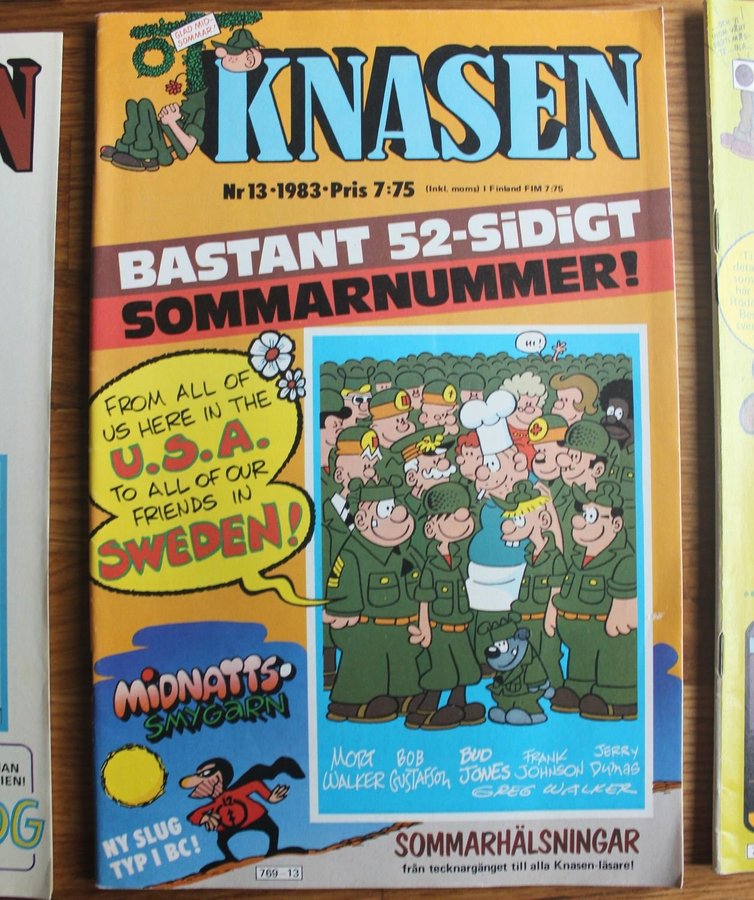 GLAD MID-
SOMMAR!
KNASEN
Nr 13 • 1983 • Pris 7:75 (Inkl. moms) I Finland FIM 7:75
BASTANT 52-SiDiGT
SOMMARNUMMER!
HI!
FROM ALL OF
US HERE IN THE
U.S.A.
TO ALL OF OUR
FRIENDS IN
SWEDEN!
MiDNATTS-
SMYGARN
NY SLUG
TYP I BC!
MORT WALKER
BOB GUSTAFSON
BUD JONES
FRANK JOHNSON
JERRY DUMAS
GREG WALKER
SOMMARHÄLSNINGAR
från tecknargänget till alla Knasen-läsare!
769-13
N